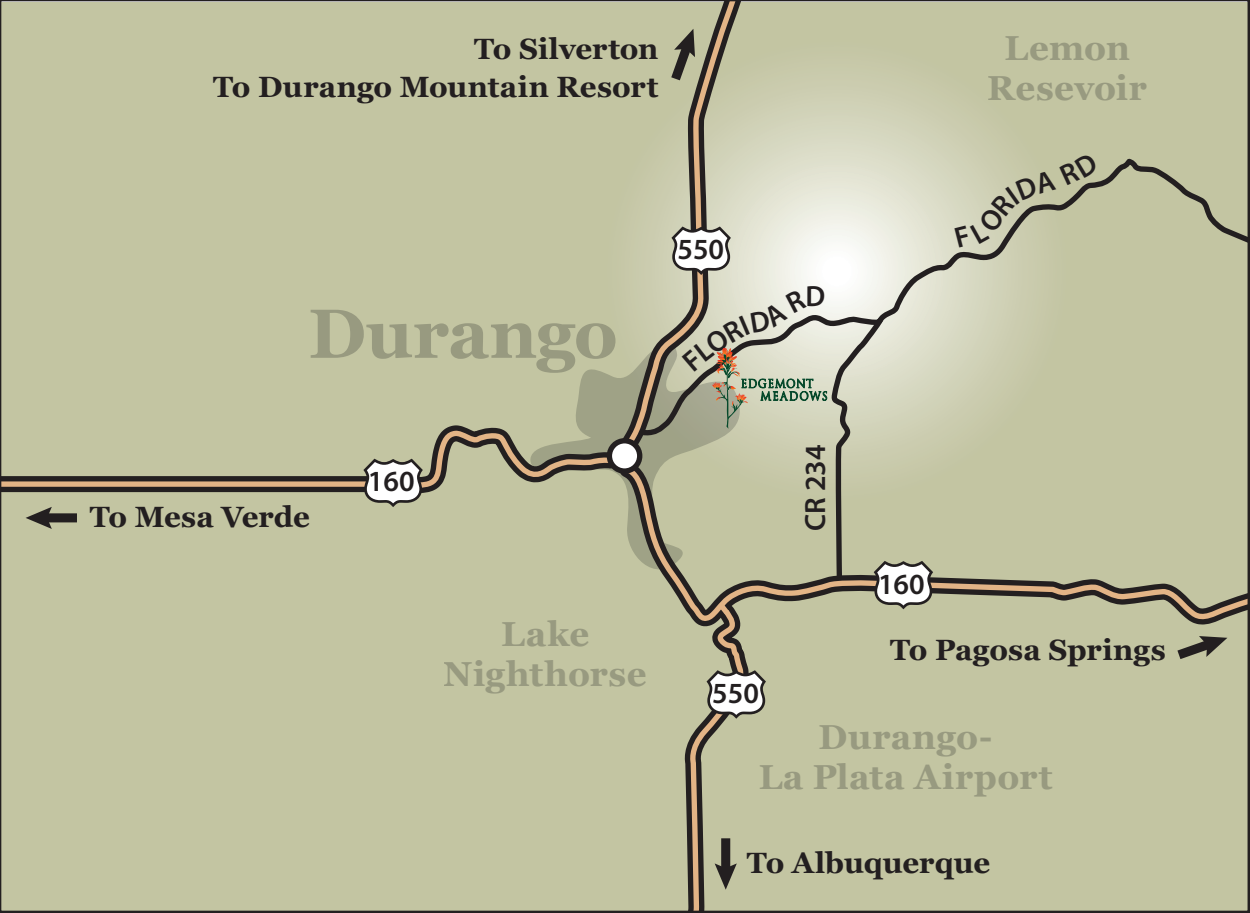 To Silverton
To Durango Mountain Resort
Lemon
Resevoir
FLORIDA RD
550
FLORIDA RD
Durango
EDGEMONT
MEADOWS
160
To Mesa Verde
CR 234
160
To Pagosa Springs
Lake
Nighthorse
550
Durango-
La Plata Airport
To Albuquerque